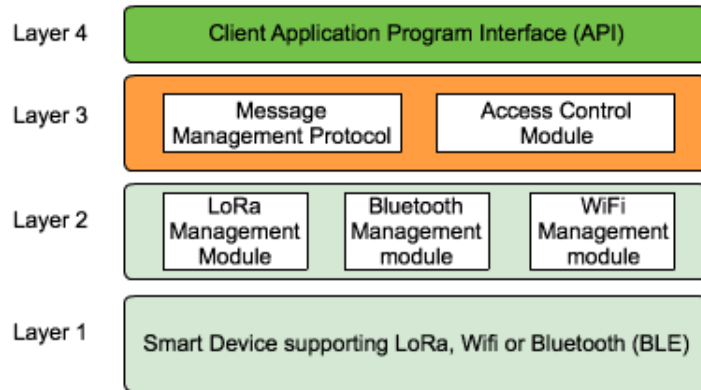 Layer 4
Client Application Program Interface (API)
Layer 3
Message
Management Protocol
Access Control
Module
Layer 2
LoRa
Management
Module
Bluetooth
Management
module
WiFi
Management
module
Layer 1
Smart Device supporting LoRa, Wifi or Bluetooth (BLE)